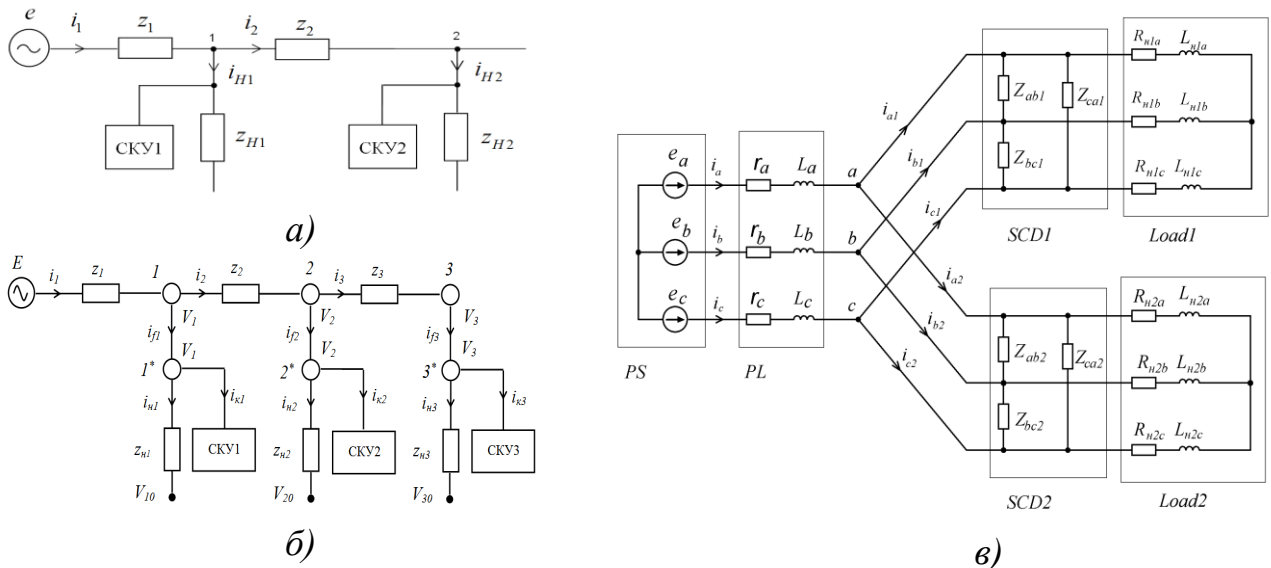 e
i1
z1
1
i2
z2
2
iH1
iH2
СКУ1
zH1
СКУ2
zH2
а)
E
i1
z1
1
i2
z2
2
i3
z3
3
V1
V2
V3
if1
if2
if3
V1
V2
V3
1*
2*
3*
iн1
iк1
iн2
iк2
iн3
iк3
zн1
СКУ1
zн2
СКУ2
zн3
СКУ3
V10
V20
V30
б)
Rн1a
Lн1a
Zab1
Zca1
ia1
Rн1b
Lн1b
ib1
Zbc1
ea
ia
ra
La
a
Rн1c
Lн1c
ic1
eb
ib
rb
Lb
b
SCD1
Load1
ia2
ec
ic
rc
Lc
c
Rн2a
Lн2a
ib2
Zab2
Zca2
ic2
PS
PL
Rн2b
Lн2b
Zbc2
Rн2c
Lн2c
SCD2
Load2
в)